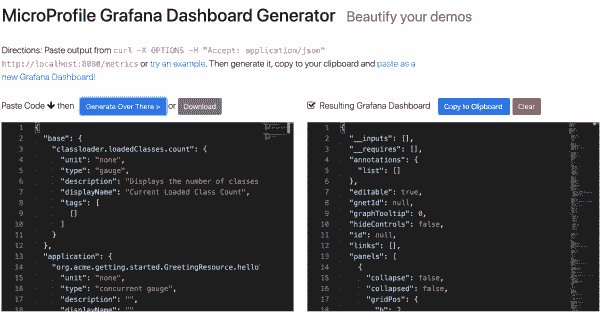 MicroProfile Grafana Dashboard Generator Beautify your demos
Directions: Paste output from curl -X OPTIONS -H "Accept: application/json"
http://localhost:8080/metrics or try an example. Then generate it, copy to your clipboard and paste as a
new Grafana Dashboard!
Paste Code then Generate Over There > or Download
Resulting Grafana Dashboard Copy to Clipboard Clear
1 {
2 "base": {
3 "classloader.loadedClasses.count": {
4 "unit": "none",
5 "type": "gauge",
6 "description": "Displays the number of classes
7 "displayName": "Current Loaded Class Count",
8 "tags": [
9 []
10 ]
11 }
12 },
13 "application": {
14 "org.acme.getting.started.GreetingResource.hello
15 "unit": "none",
16 "type": "concurrent gauge",
17 "description": "",
18 "displayName": ""
1 {
2 "__inputs": [],
3 "__requires": [],
4 "annotations": {
5 "list": []
6 },
7 "editable": true,
8 "gnetId": null,
9 "graphTooltip": 0,
10 "hideControls": false,
11 "id": null,
12 "links": [],
13 "panels": [
14 {
15 "collapse": false,
16 "collapsed": false,
17 "gridPos": {
18 "h": 2